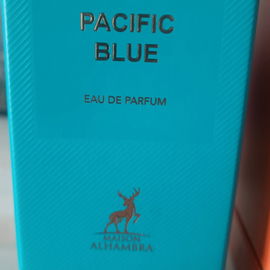 PACIFIC
BLUE
EAU DE PARFUM
MAISON
ALHAMBRA